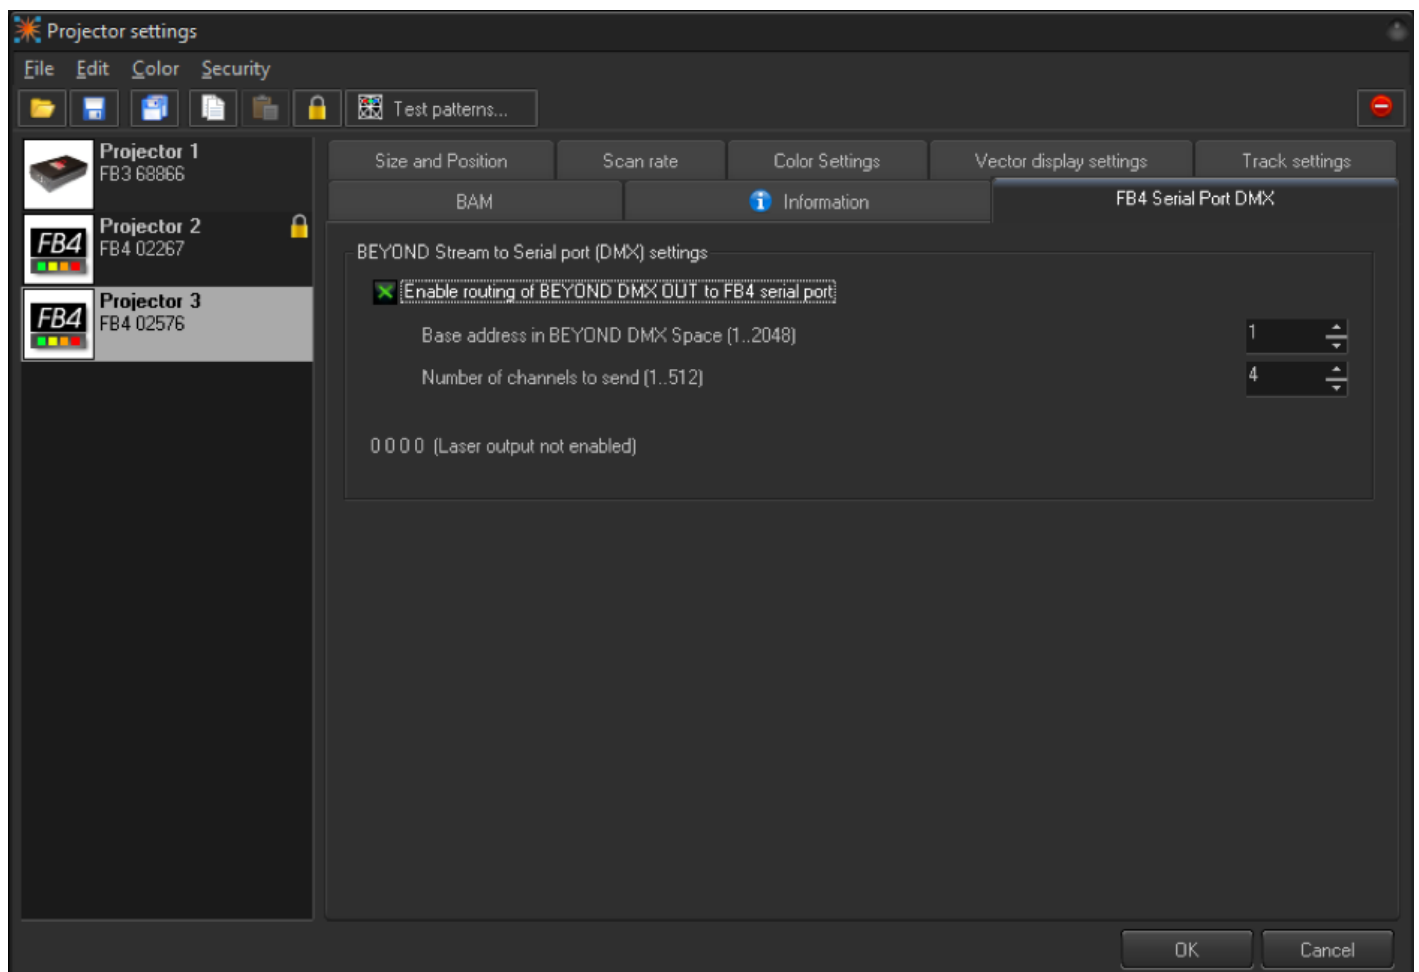 Projector settings
File Edit Color Security
Test patterns...
Projector 1
FB3 68866
FB4
Projector 2
FB4 02267
FB4
Projector 3
FB4 02576
Size and Position Scan rate Color Settings Vector display settings Track settings
BAM Information FB4 Serial Port DMX
BEYOND Stream to Serial port (DMX) settings
Enable routing of BEYOND DMX OUT to FB4 serial port
Base address in BEYOND DMX Space (1..2048) 1
Number of channels to send (1..512) 4
0 0 0 0 (Laser output not enabled)
OK Cancel